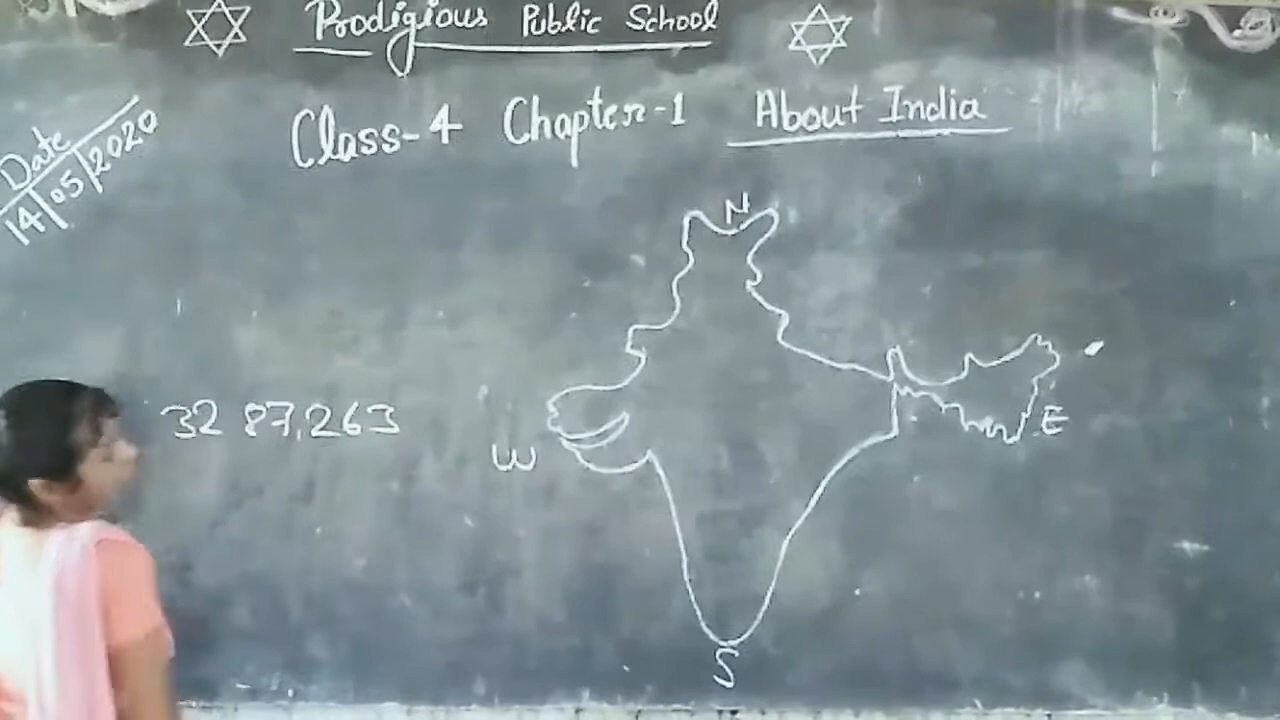 Prodigious Public School
Date
14/05/2020
Class-4 Chapter-1 About India
N
32 87,263
W
E
S